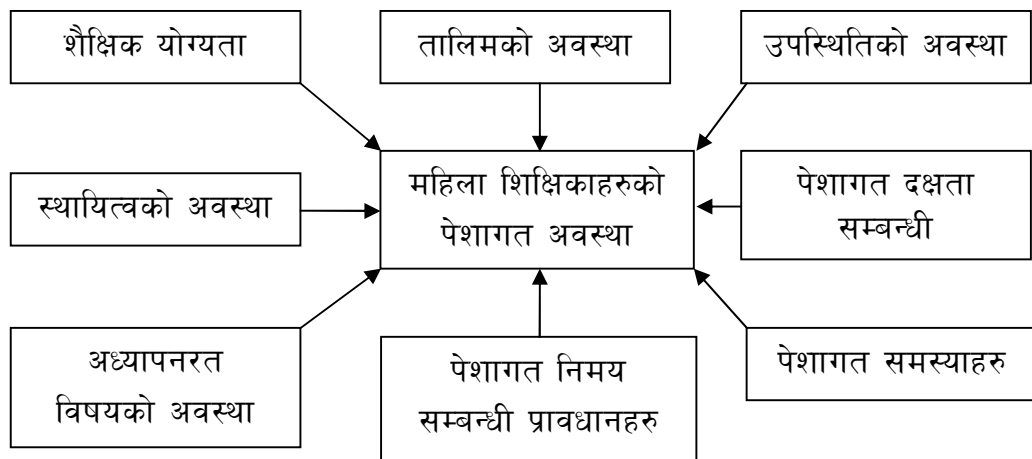 शैक्षिक योग्यता
तालिमको अवस्था
उपस्थितिको अवस्था
स्थायित्वको अवस्था
महिला शिक्षिकाहरुको
पेशागत अवस्था
पेशागत दक्षता
सम्बन्धी
अध्यापनरत
विषयको अवस्था
पेशागत निमय
सम्बन्धी प्रावधानहरु
पेशागत समस्याहरु